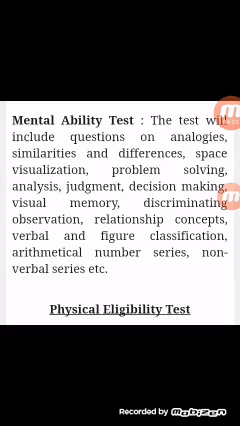 Mental Ability Test : The test will
include questions on analogies,
similarities and differences, space
visualization, problem solving,
analysis, judgment, decision making,
visual memory, discriminating
observation, relationship concepts,
verbal and figure classification,
arithmetical number series, non-
verbal series etc.
Physical Eligibility Test
Recorded by mobizen